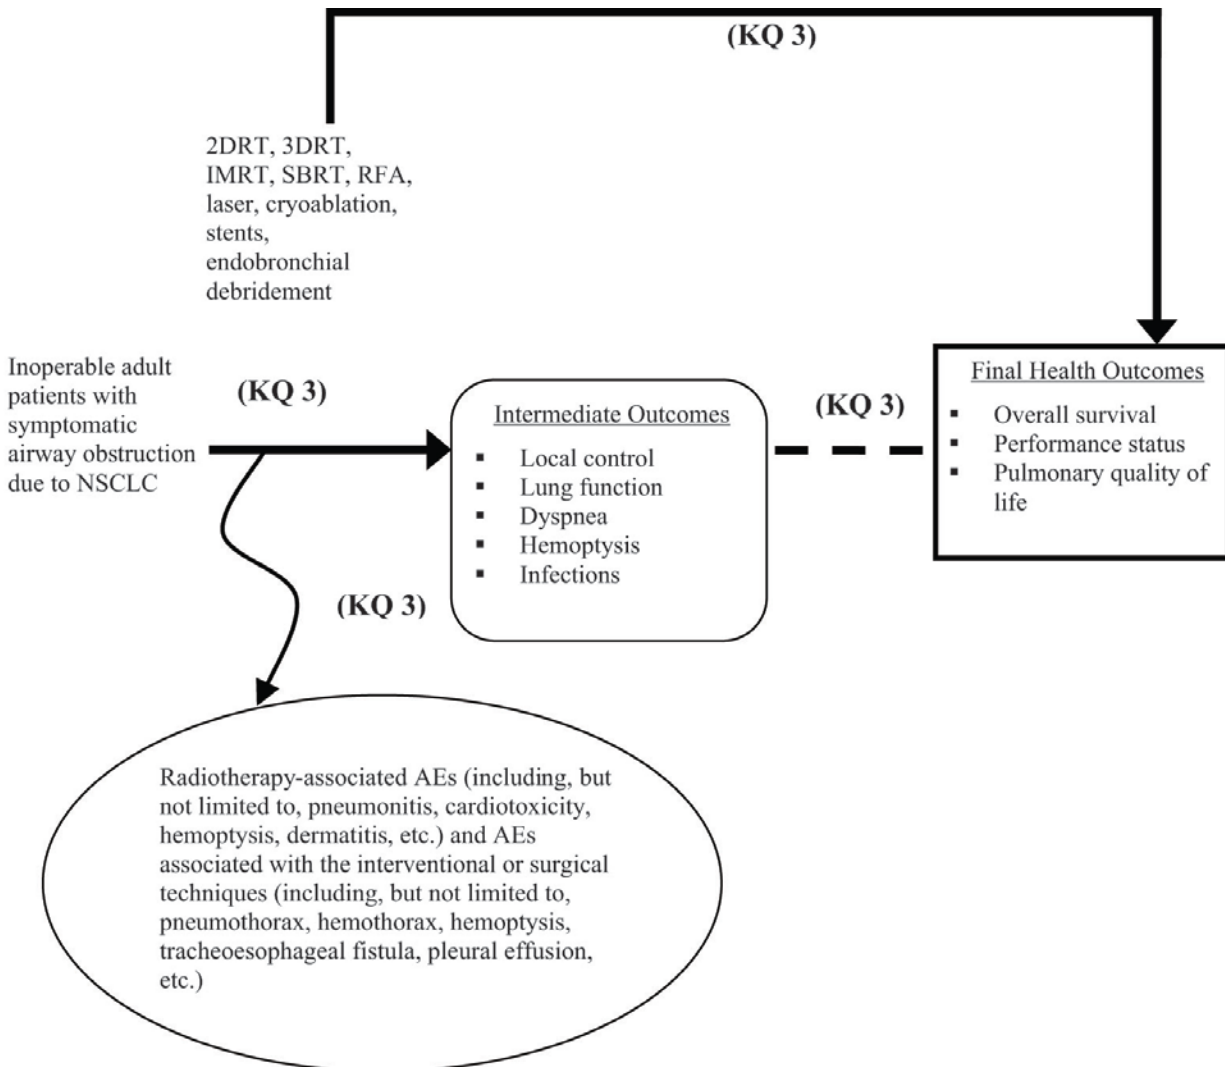 (KQ 3)
2DRT, 3DRT,
IMRT, SBRT, RFA,
laser, cryoablation,
stents,
endobronchial
debridement
Inoperable adult
patients with
symptomatic
airway obstruction
due to NSCLC
(KQ 3)
Intermediate Outcomes
▪ Local control
▪ Lung function
▪ Dyspnea
▪ Hemoptysis
▪ Infections
(KQ 3)
Final Health Outcomes
▪ Overall survival
▪ Performance status
▪ Pulmonary quality of
life
(KQ 3)
Radiotherapy-associated AEs (including, but
not limited to, pneumonitis, cardiotoxicity,
hemoptysis, dermatitis, etc.) and AEs
associated with the interventional or surgical
techniques (including, but not limited to,
pneumothorax, hemothorax, hemoptysis,
tracheoesophageal fistula, pleural effusion,
etc.)